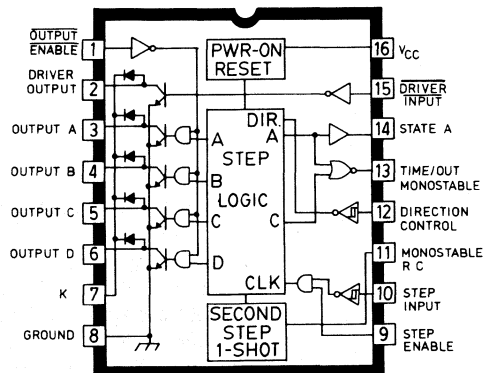 OUTPUT
ENABLE
1
DRIVER
OUTPUT
2
OUTPUT A
3
OUTPUT B
4
OUTPUT C
5
OUTPUT D
6
K
7
GROUND
8
PWR-ON
RESET
DIR.
A
A
STEP
B
LOGIC
C
C
D
CLK
SECOND
STEP
1-SHOT
16
VCC
15
DRIVER
INPUT
14
STATE A
13
TIME/OUT
MONOSTABLE
12
DIRECTION
CONTROL
11
MONOSTABLE
R C
10
STEP
INPUT
9
STEP
ENABLE